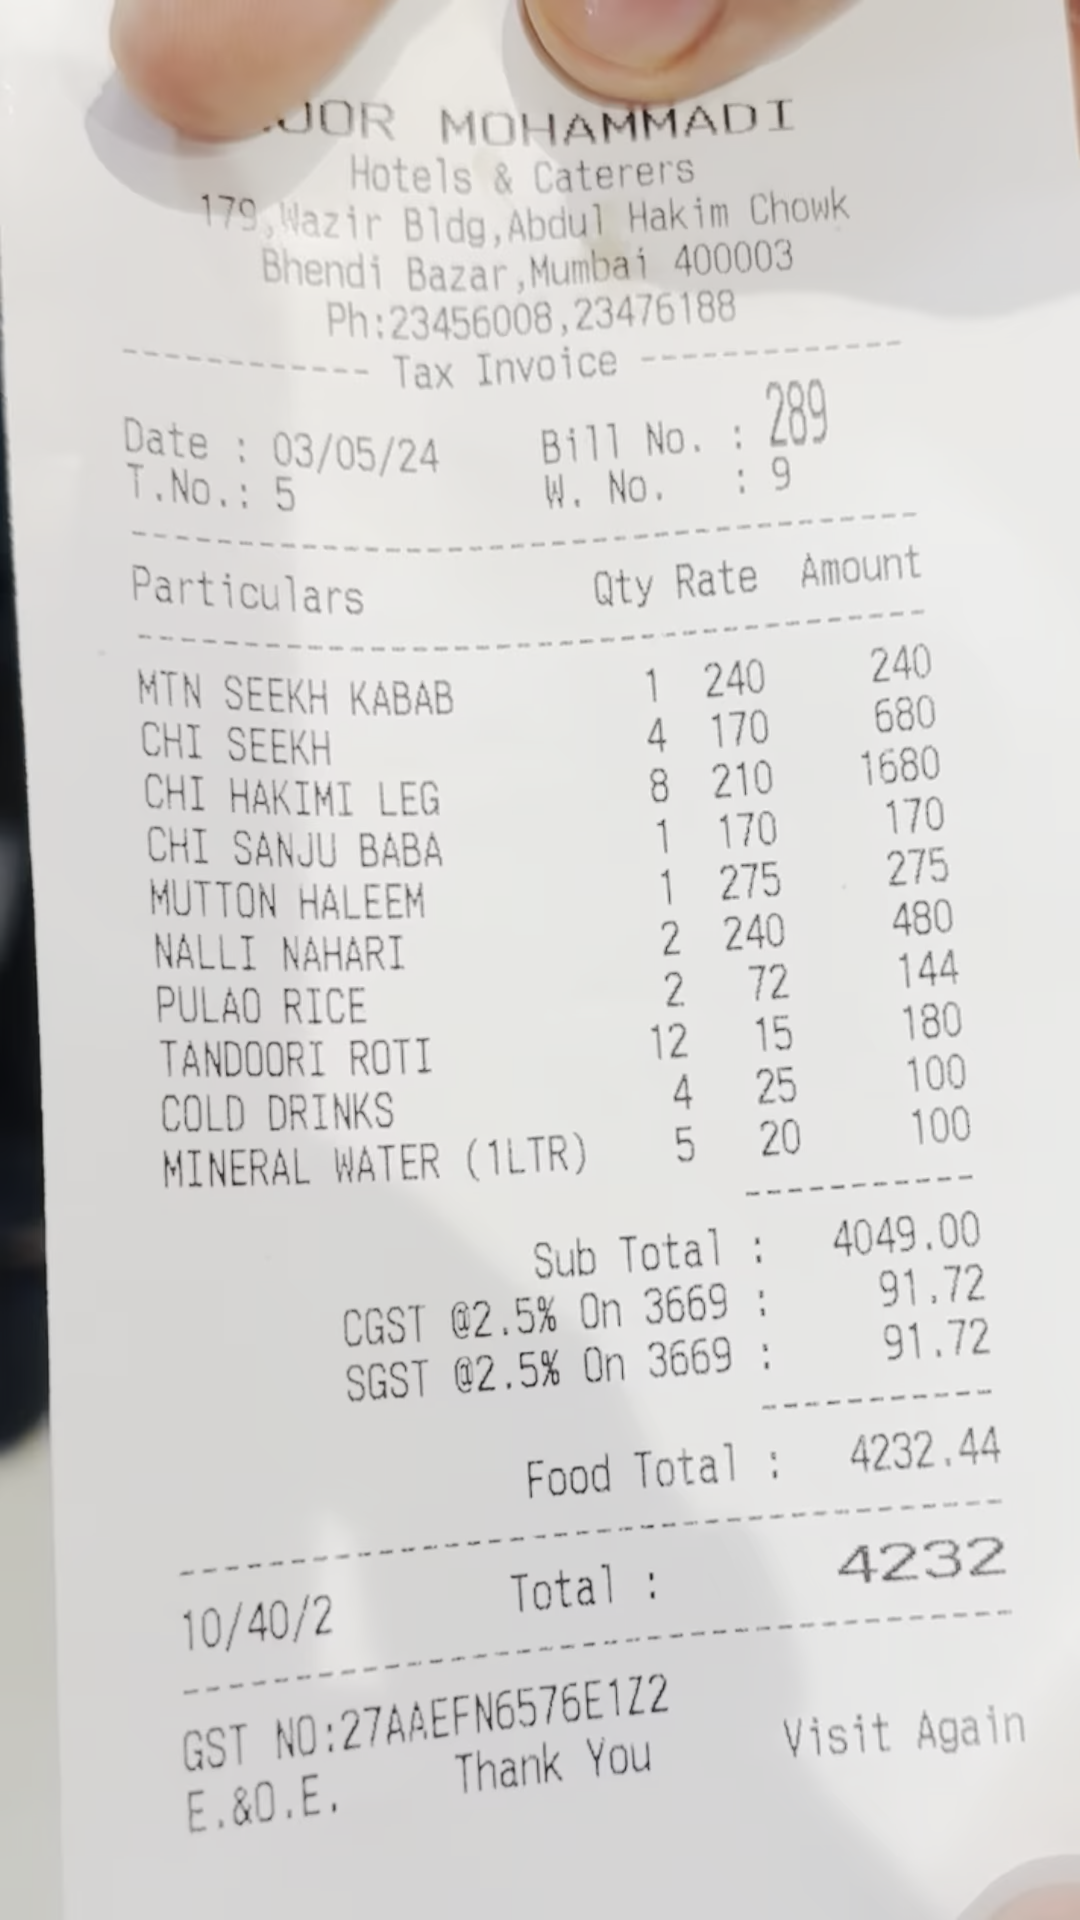 MOHAMMADI
Hotels & Caterers
179,Wazir Bldg,Abdul Hakim Chowk
Bhendi Bazar,Mumbai 400003
Ph:23456008,23476188
----------- Tax Invoice -------------
Date : 03/05/24 Bill No. : 289
T.No.: 5 W. No. : 9
Particulars Qty Rate Amount
MTN SEEKH KABAB 1 240 240
CHI SEEKH 4 170 680
CHI HAKIMI LEG 8 210 1680
CHI SANJU BABA 1 170 170
MUTTON HALEEM 1 275 275
NALLI NAHARI 2 240 480
PULAO RICE 2 72 144
TANDOORI ROTI 12 15 180
COLD DRINKS 4 25 100
MINERAL WATER (1LTR) 5 20 100
Sub Total : 4049.00
CGST @2.5% On 3669 : 91.72
SGST @2.5% On 3669 : 91.72
Food Total : 4232.44
10/40/2 Total : 4232
GST NO:27AAEFN6576E1Z2
E.&O.E. Thank You Visit Again